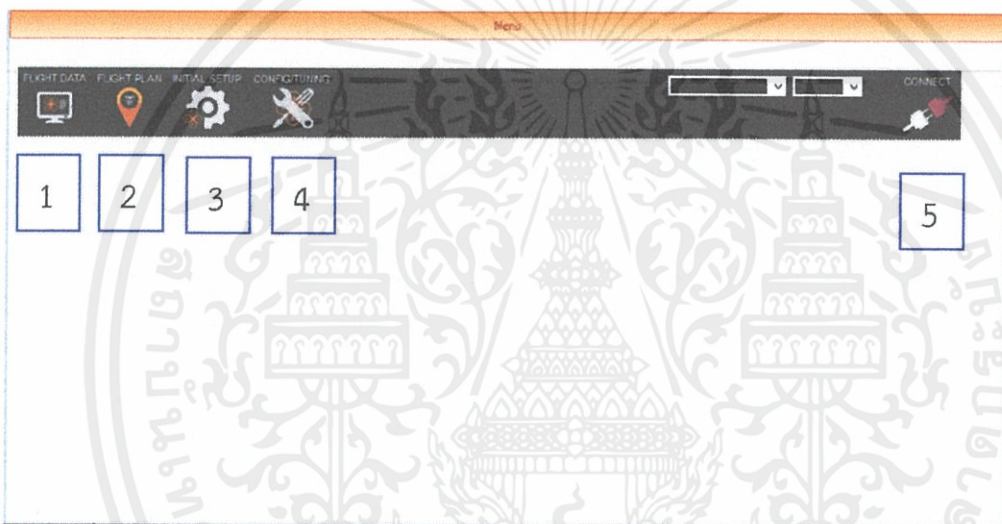 Menu
FLIGHT DATA FLIGHT PLAN INITIAL SETUP CONFIG/TUNING CONNECT
1 2 3 4 5